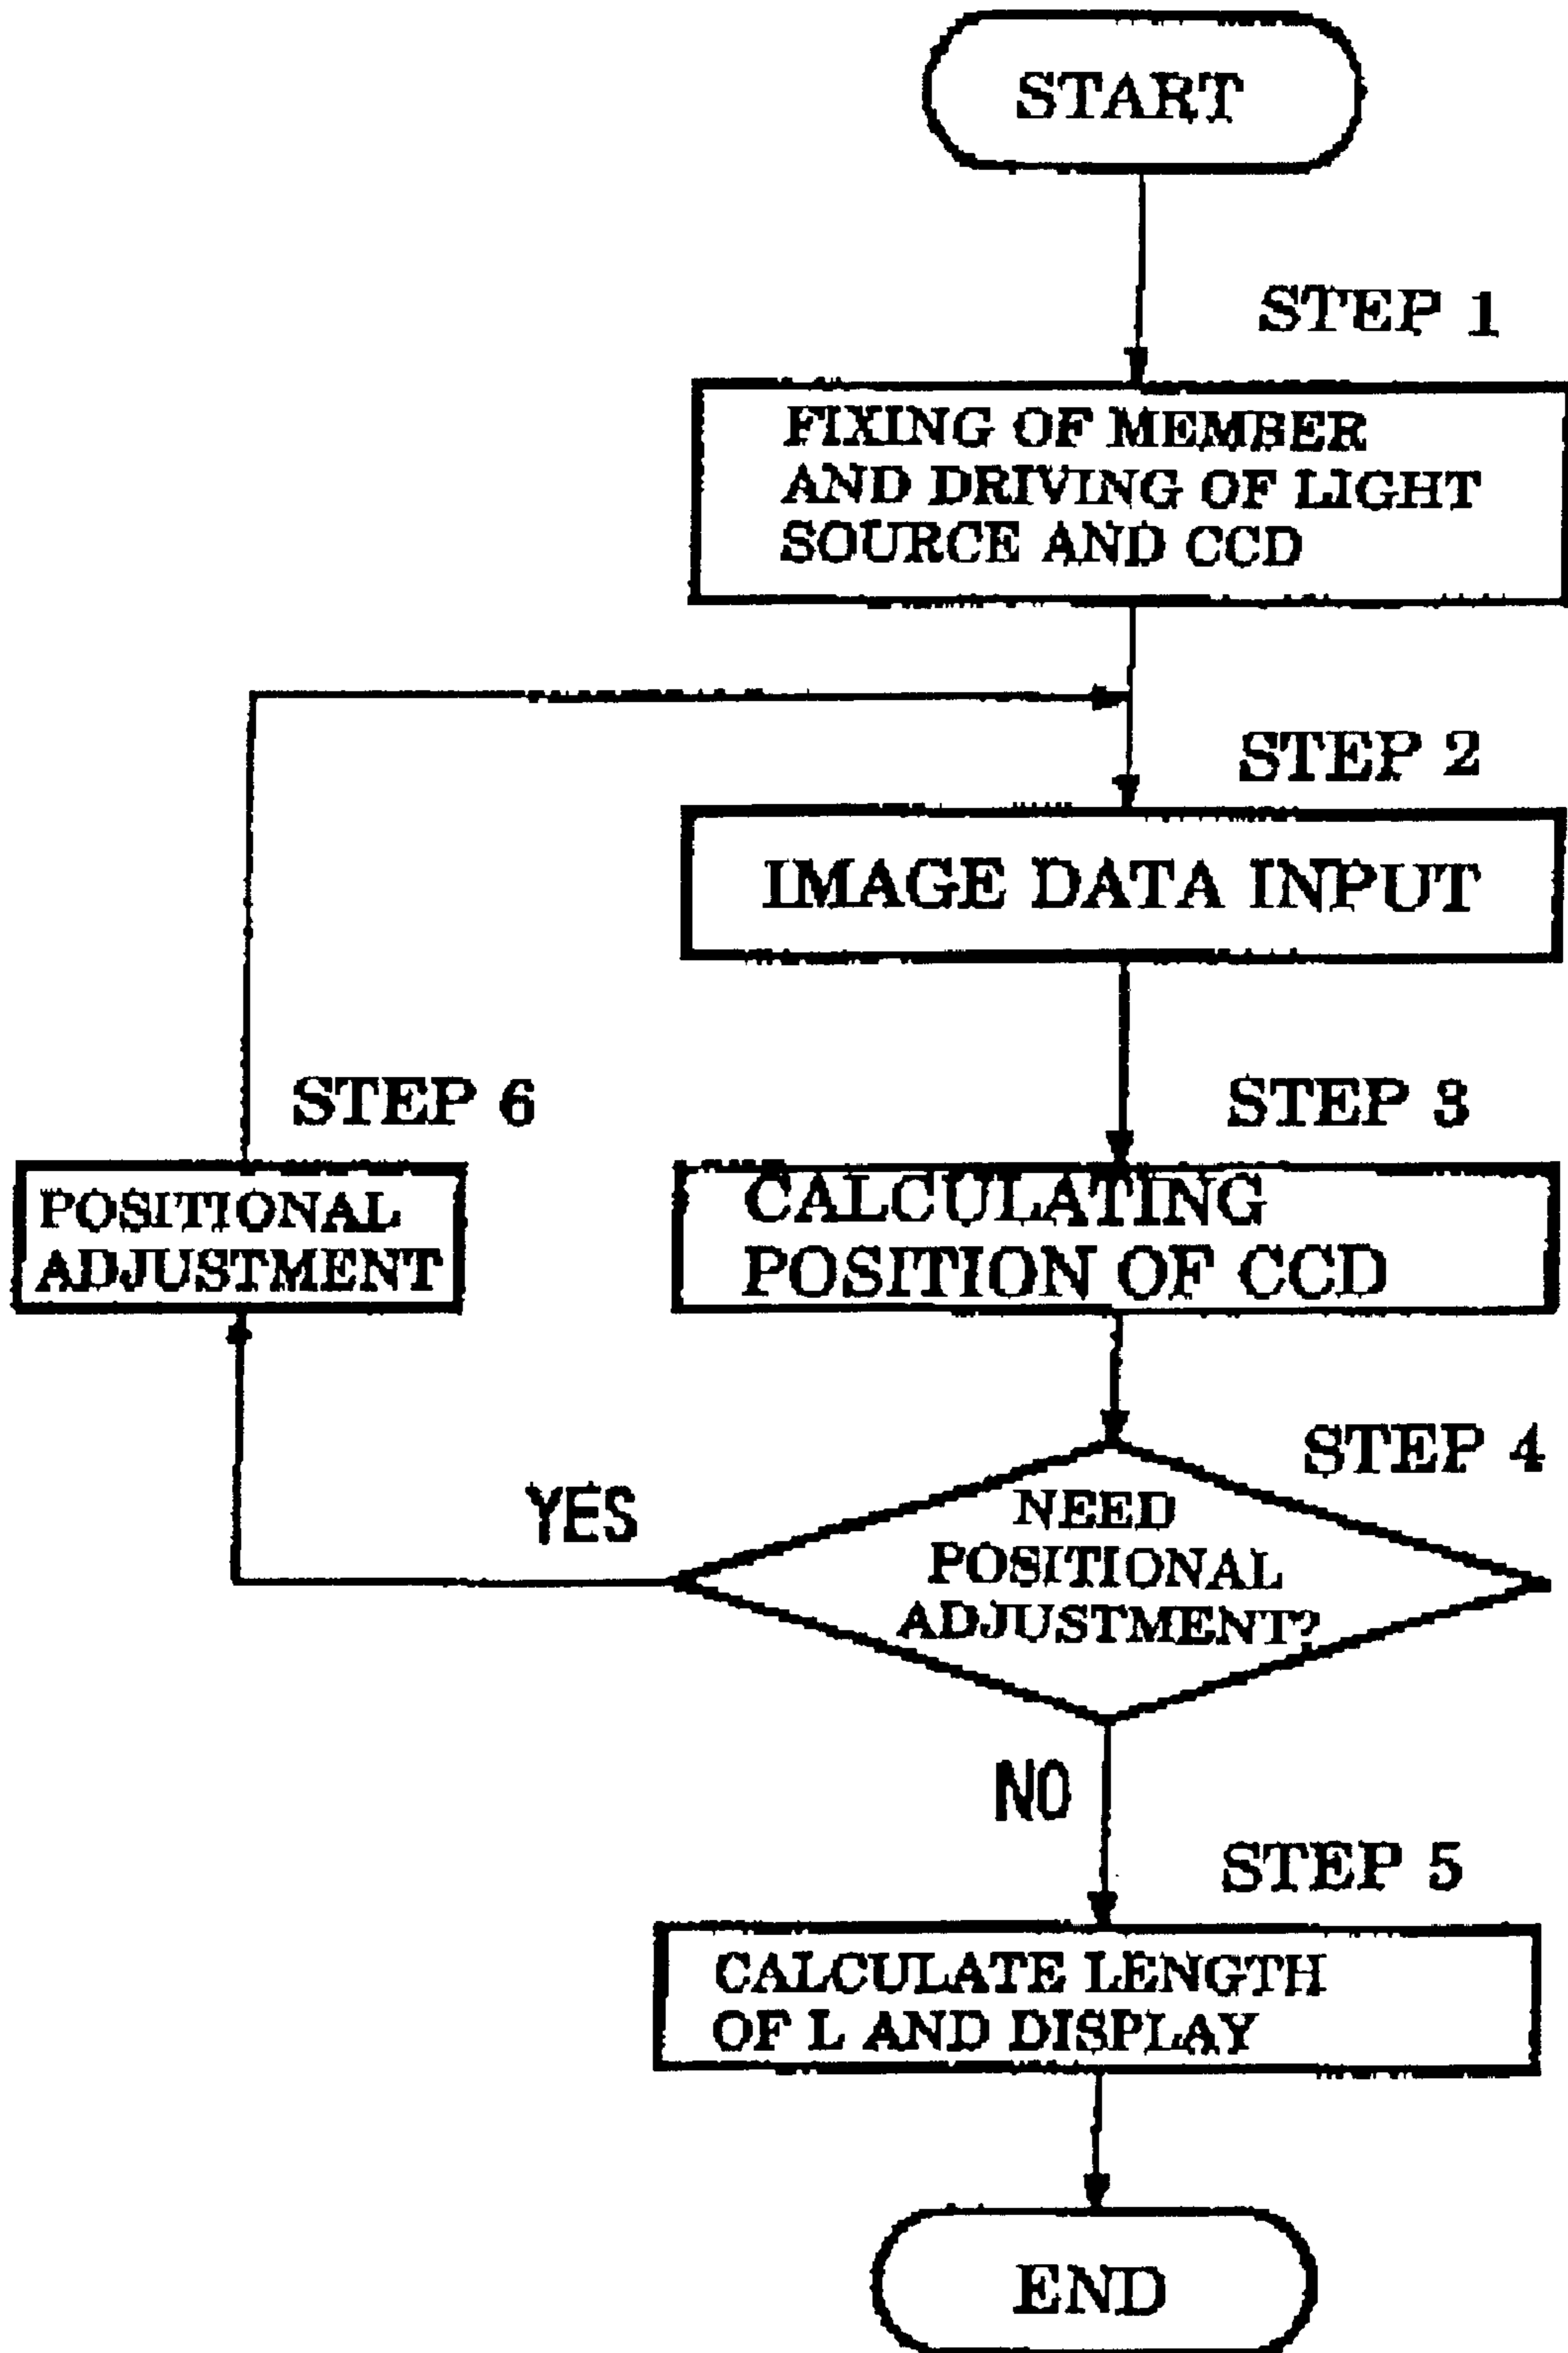 START
STEP 1
FIXING OF MEMBER
AND DRIVING OF LIGHT
SOURCE AND CCD
STEP 2
IMAGE DATA INPUT
STEP 3
CALCULATING
POSITION OF CCD
STEP 6
POSITIONAL
ADJUSTMENT
STEP 4
NEED
POSITIONAL
ADJUSTMENT?
YES
NO
STEP 5
CALCULATE LENGTH
OF L AND DISPLAY
END